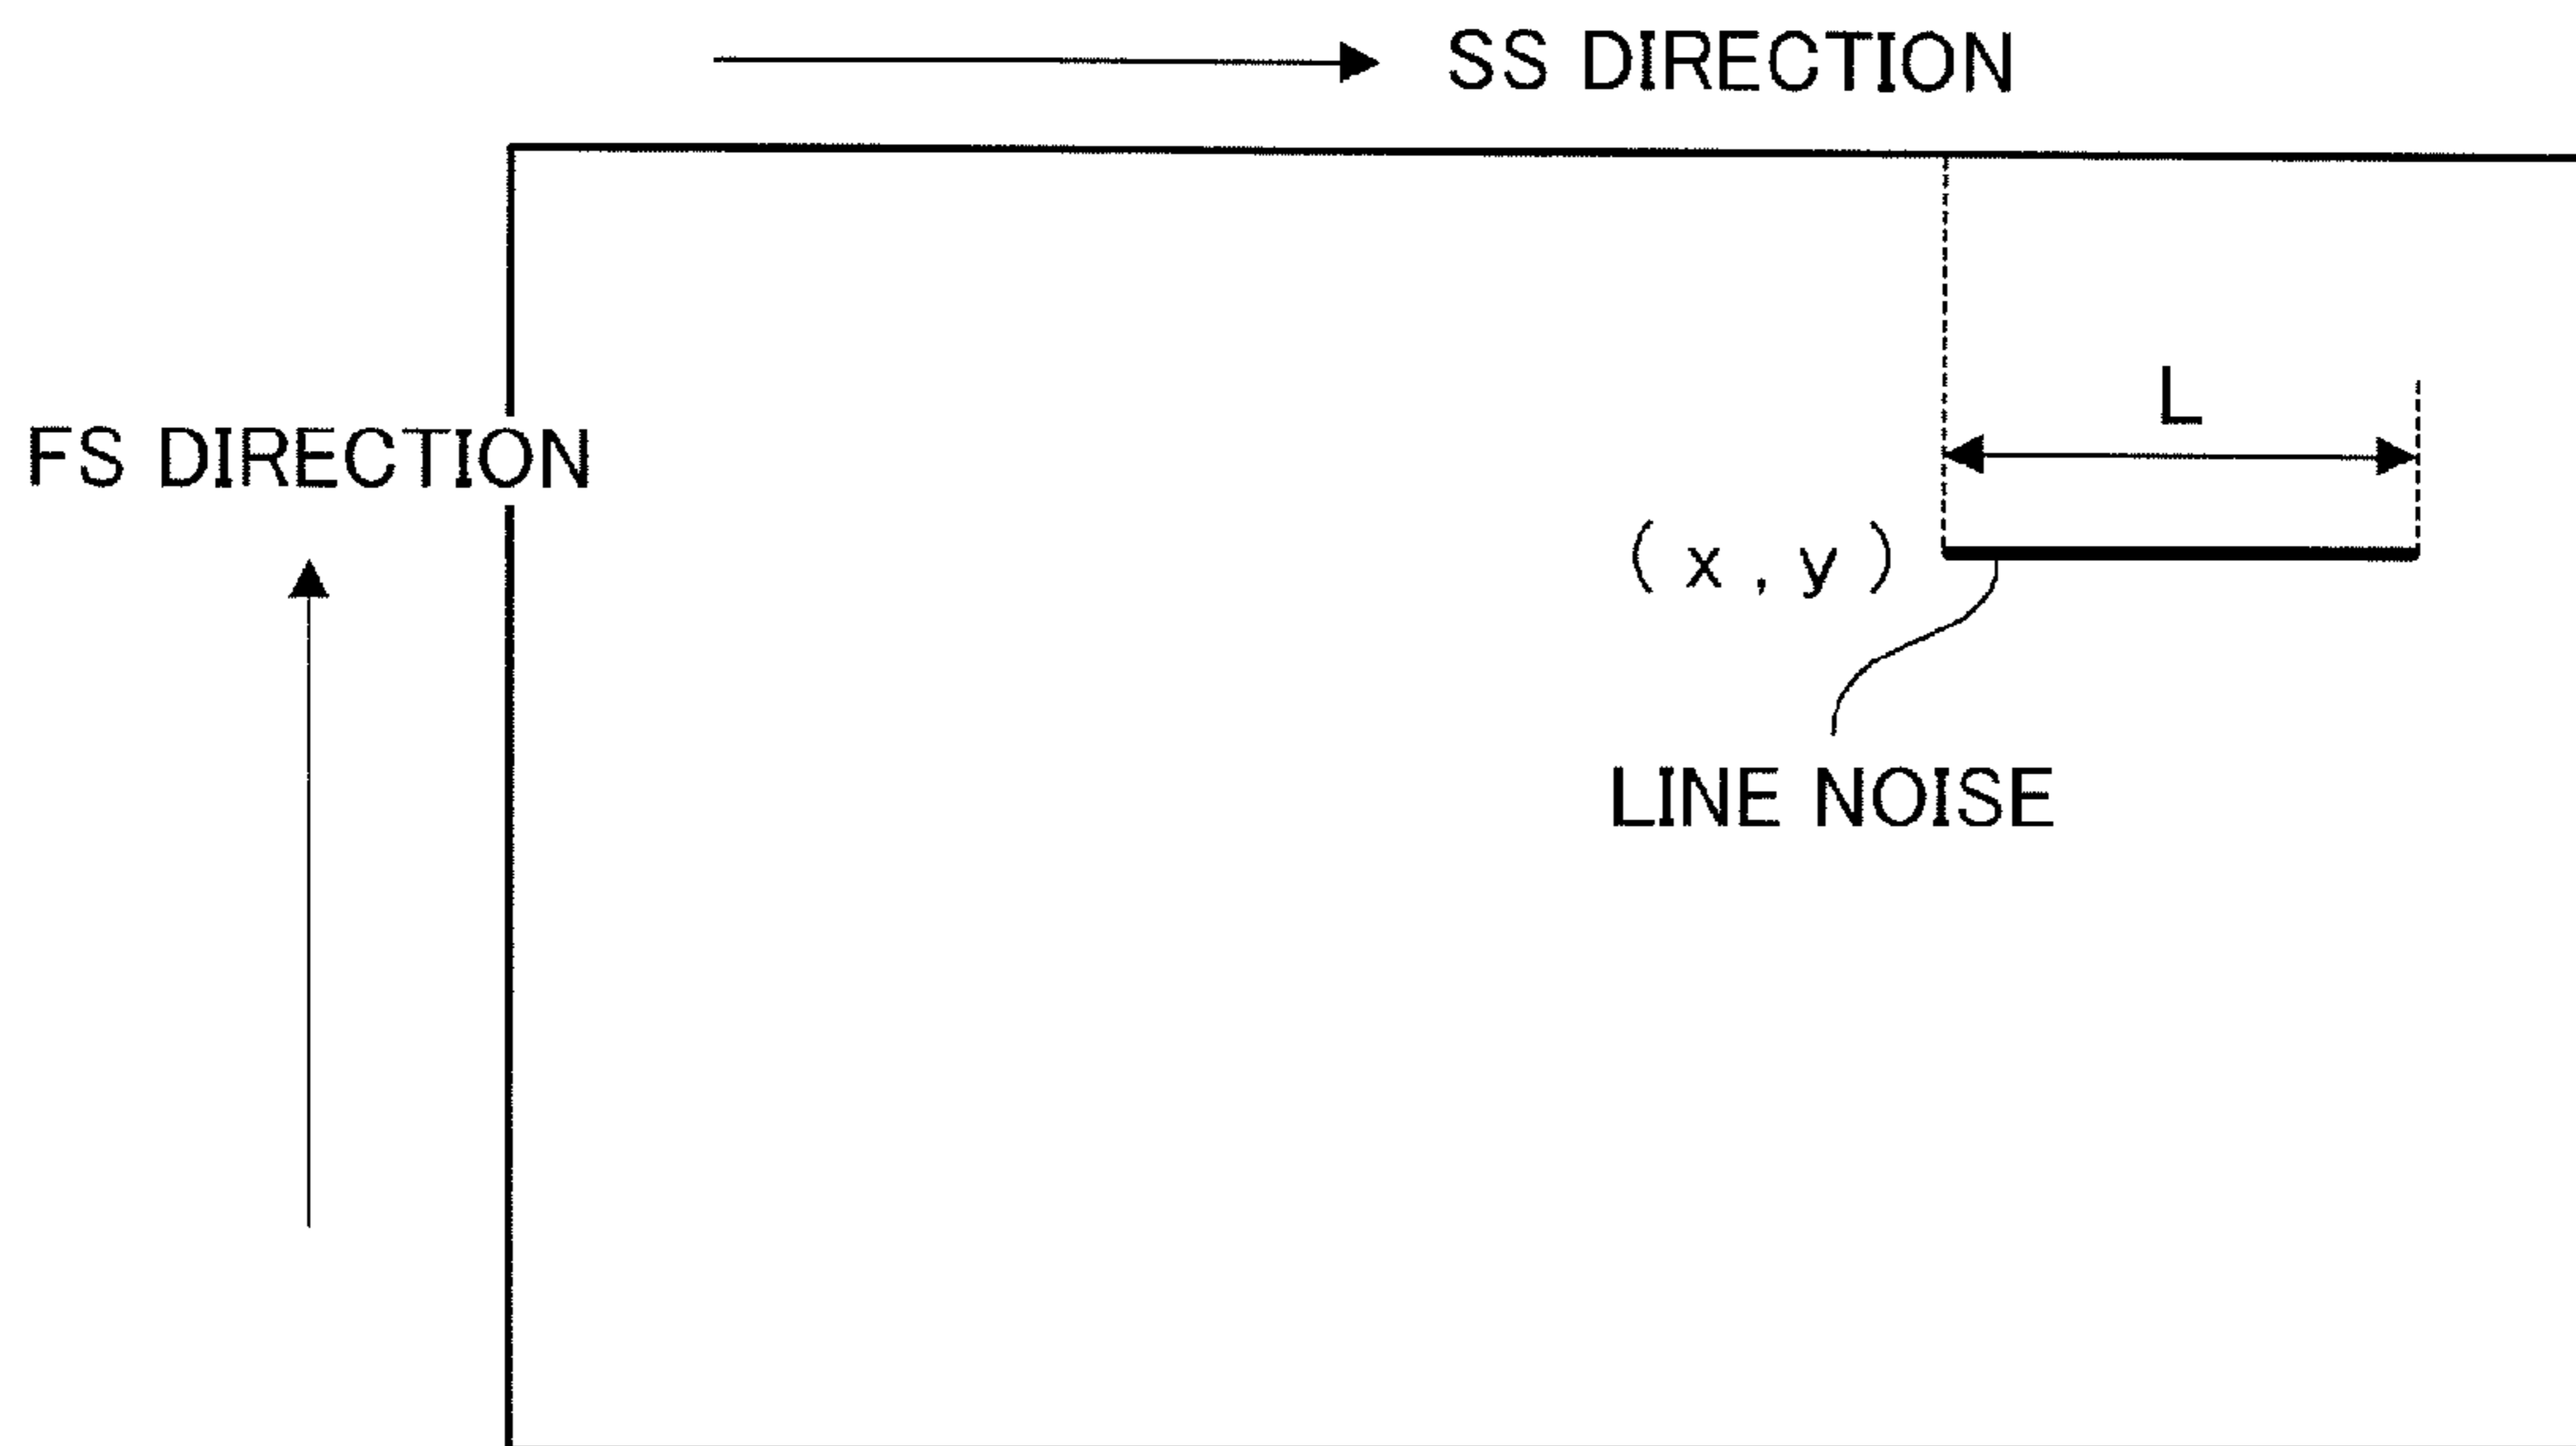 SS DIRECTION
L
FS DIRECTION
( x , y )
LINE NOISE